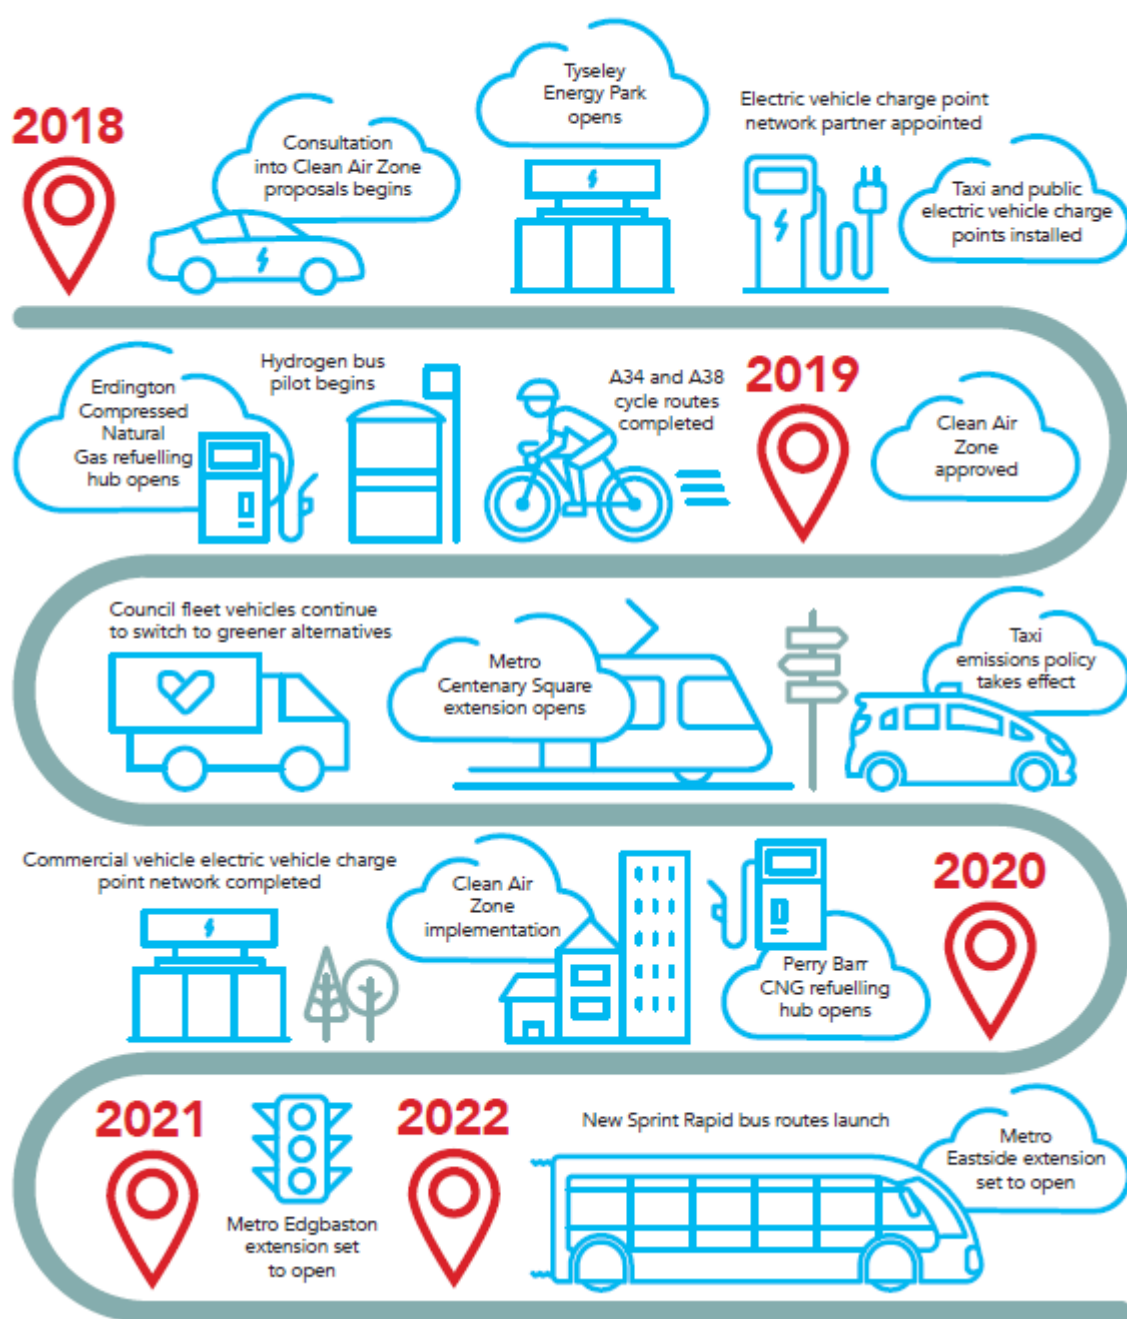 2018
Consultation
into Clean Air Zone
proposals begins
Tyseley
Energy Park
opens
Electric vehicle charge point
network partner appointed
Taxi and public
electric vehicle charge
points installed
Erdington
Compressed
Natural
Gas refuelling
hub opens
Hydrogen bus
pilot begins
A34 and A38
cycle routes
completed
2019
Clean Air
Zone
approved
Council fleet vehicles continue
to switch to greener alternatives
Metro
Centenary Square
extension opens
Taxi
emissions policy
takes effect
Commercial vehicle electric vehicle charge
point network completed
Clean Air
Zone
implementation
Perry Barr
CNG refuelling
hub opens
2020
2021
Metro Edgbaston
extension set
to open
2022
New Sprint Rapid bus routes launch
Metro
Eastside extension
set to open